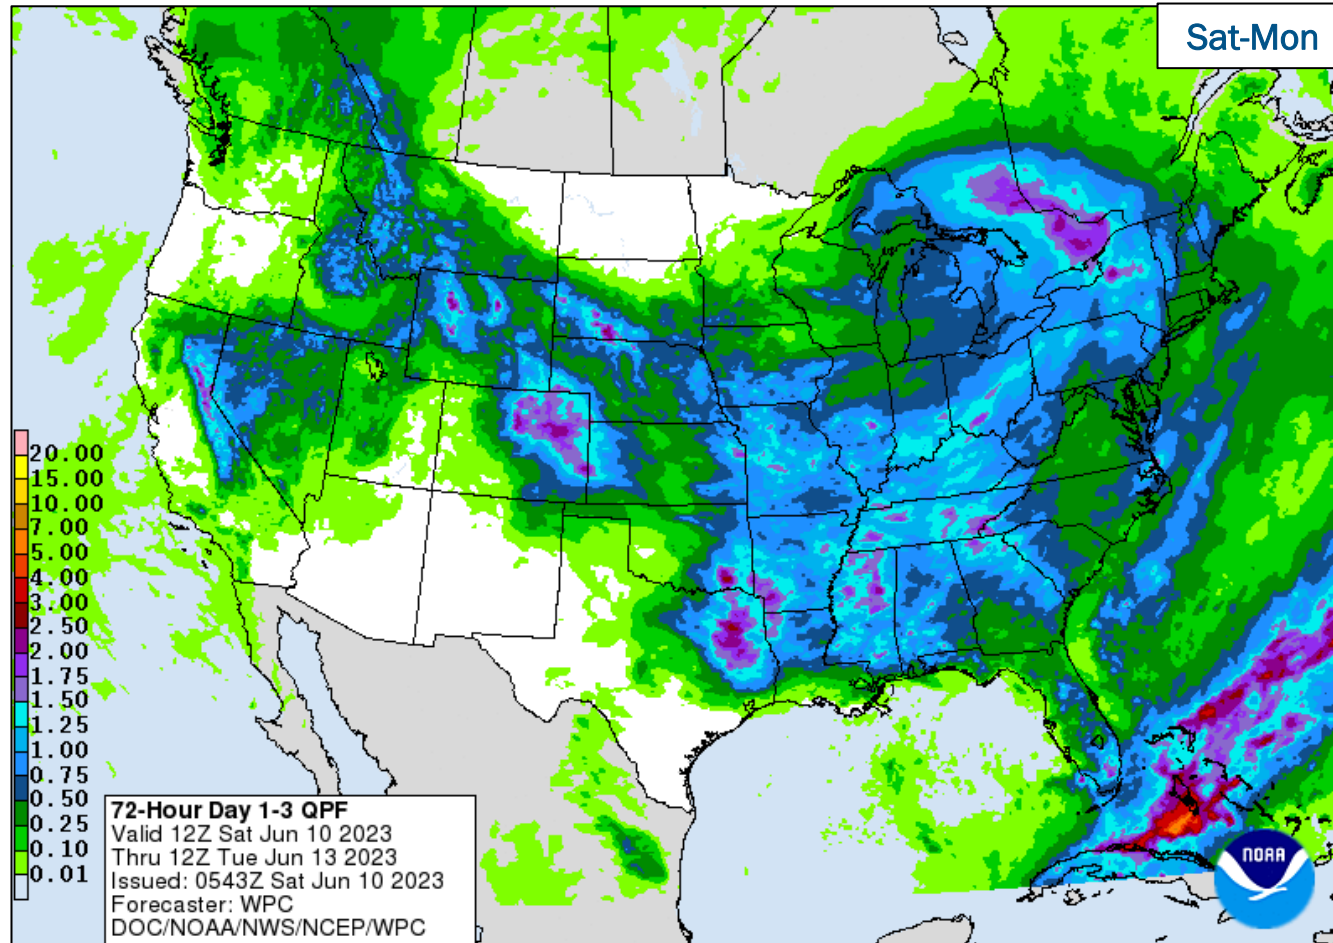 Sat-Mon
20.00
15.00
10.00
7.00
5.00
4.00
3.00
2.50
2.00
1.75
1.50
1.25
1.00
0.75
0.50
0.25
0.10
0.01
72-Hour Day 1-3 QPF
Valid 12Z Sat Jun 10 2023
Thru 12Z Tue Jun 13 2023
Issued: 0543Z Sat Jun 10 2023
Forecaster: WPC
DOC/NOAA/NWS/NCEP/WPC
NOAA